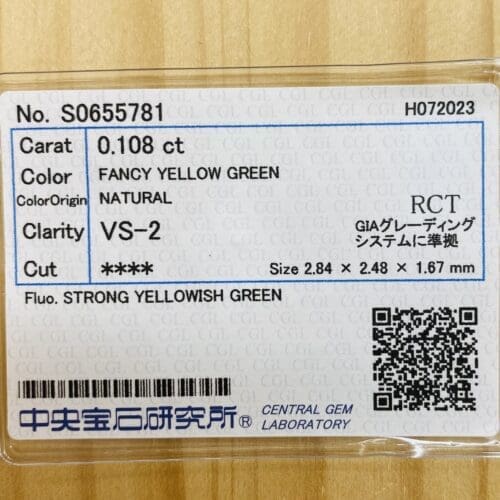 No. S0655781 H072023
Carat 0.108 ct
Color FANCY YELLOW GREEN
ColorOrigin NATURAL
Clarity VS-2
RCT
GIAグレーディング
システムに準拠
Cut **** Size 2.84 × 2.48 × 1.67 mm
Fluo. STRONG YELLOWISH GREEN
中央宝石研究所® CENTRAL GEM
LABORATORY